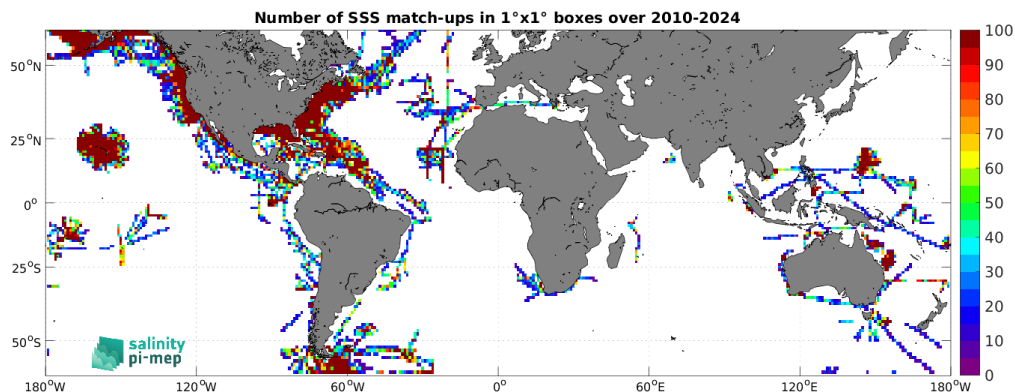 Number of SSS match-ups in 1°x1° boxes over 2010-2024
50°N
25°N
0°
25°S
50°S
180°W
120°W
60°W
0°
60°E
120°E
180°W
100
90
80
70
60
50
40
30
20
10
0
salinity
pi-mep